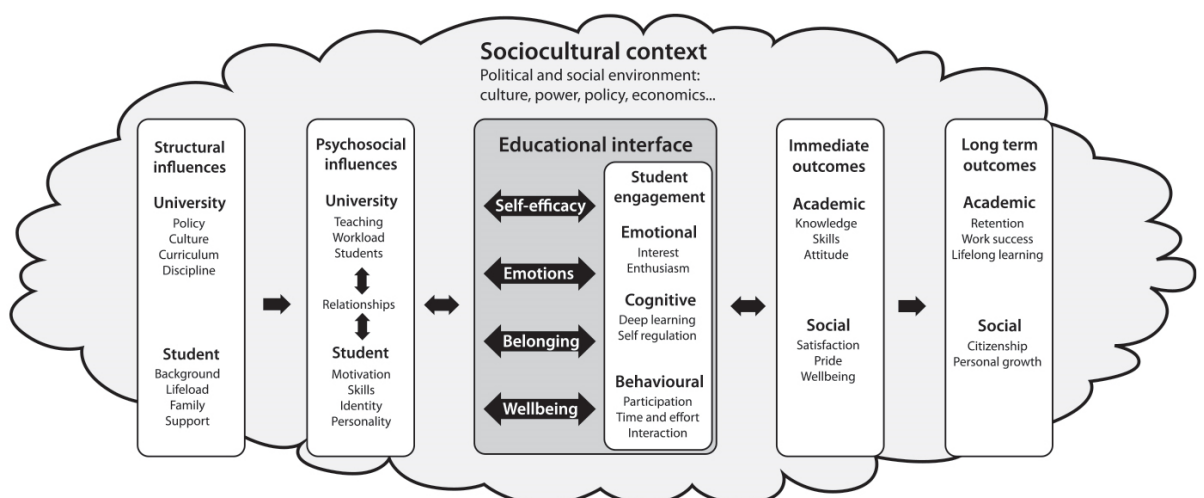 Sociocultural context
Political and social environment:
culture, power, policy, economics...
Structural
influences
University
Policy
Culture
Curriculum
Discipline
Student
Background
Lifeload
Family
Support
Psychosocial
influences
University
Teaching
Workload
Students
Relationships
Student
Motivation
Skills
Identity
Personality
Educational interface
Self-efficacy
Emotions
Belonging
Wellbeing
Student
engagement
Emotional
Interest
Enthusiasm
Cognitive
Deep learning
Self regulation
Behavioural
Participation
Time and effort
Interaction
Immediate
outcomes
Academic
Knowledge
Skills
Attitude
Social
Satisfaction
Pride
Wellbeing
Long term
outcomes
Academic
Retention
Work success
Lifelong learning
Social
Citizenship
Personal growth